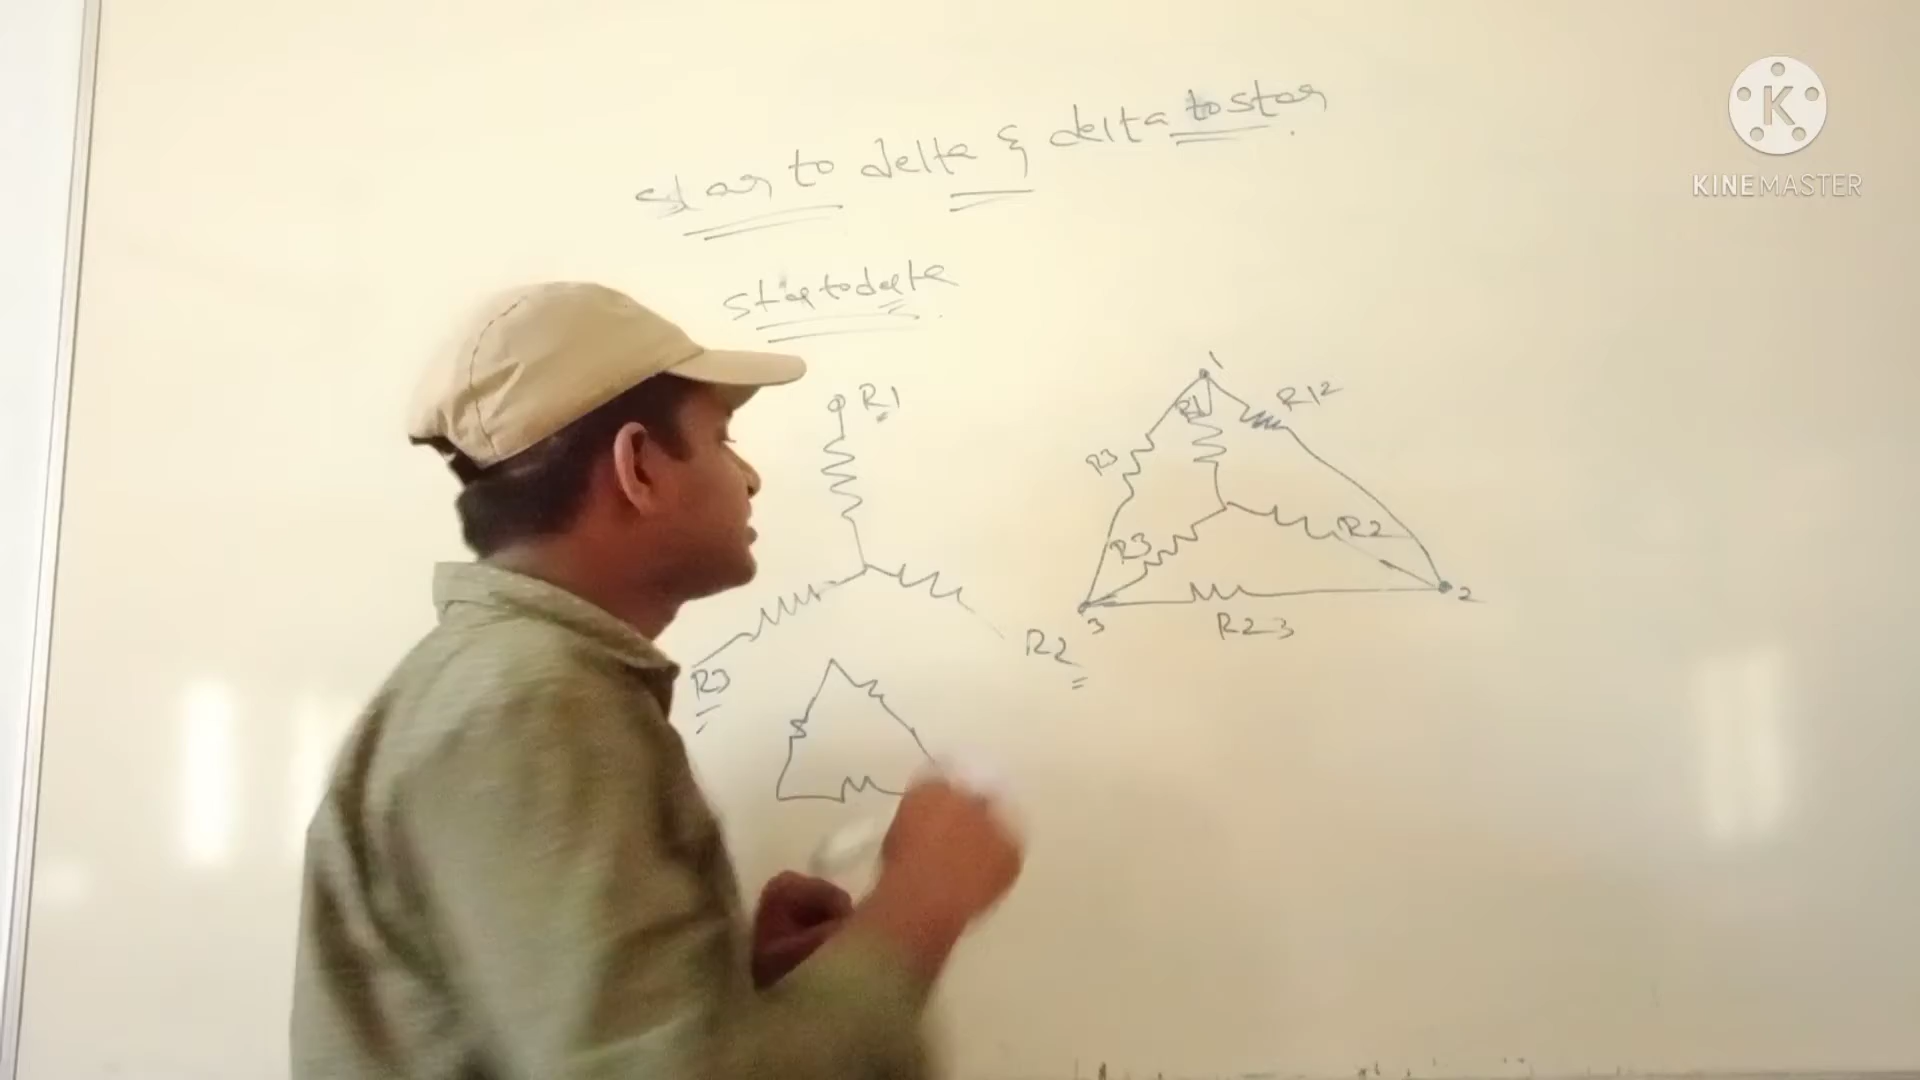 star to delta & delta to star
star to delta
R1
R2
R3
1
R12
R1
R3
R3
R2
3
2
R23
KINEMASTER